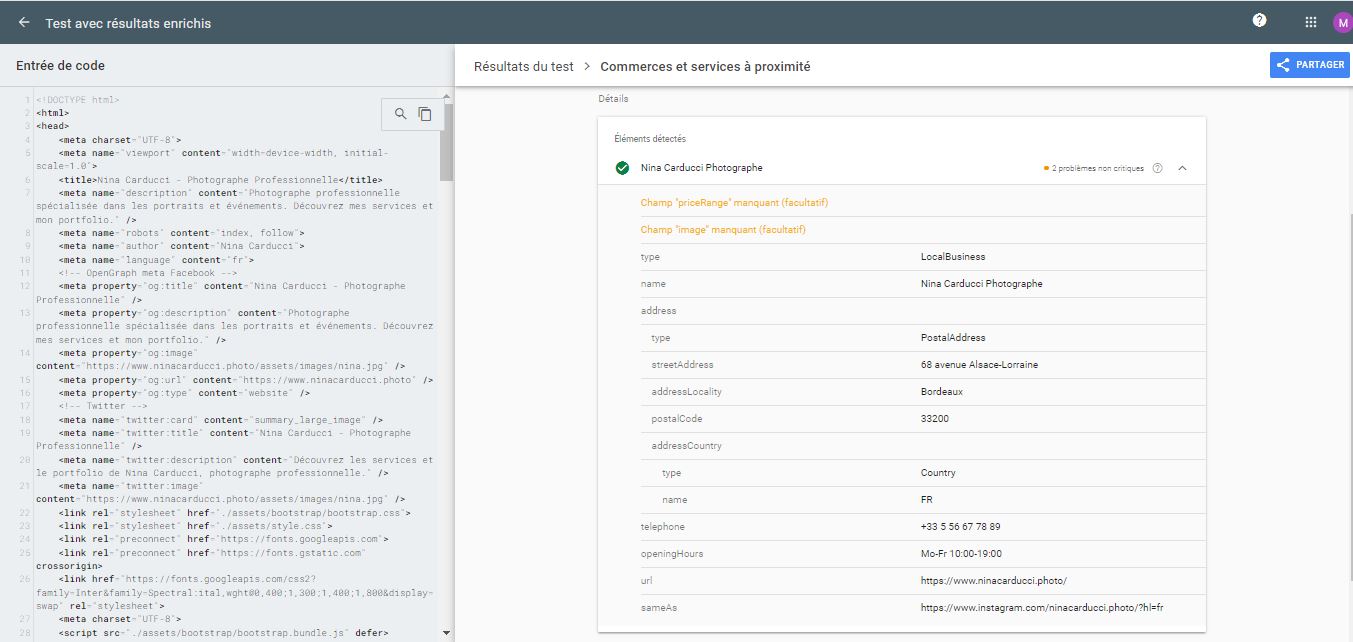 Test avec résultats enrichis
M
Entrée de code
Résultats du test > Commerces et services à proximité
PARTAGER
1 <!DOCTYPE html>
2 <html>
3 <head>
4 <meta charset="UTF-8">
5 <meta name="viewport" content="width=device-width, initial-
scale=1.0">
6 <title>Nina Carducci - Photographe Professionnelle</title>
7 <meta name="description" content="Photographe professionnelle
spécialisée dans les portraits et événements. Découvrez mes services et
mon portfolio." />
8 <meta name="robots" content="index, follow">
9 <meta name="author" content="Nina Carducci">
10 <meta name="language" content="fr">
11 <!-- OpenGraph meta Facebook -->
12 <meta property="og:title" content="Nina Carducci - Photographe
Professionnelle" />
13 <meta property="og:description" content="Photographe
professionnelle spécialisée dans les portraits et événements. Découvrez
mes services et mon portfolio." />
14 <meta property="og:image"
content="https://www.ninacarducci.photo/assets/images/nina.jpg" />
15 <meta property="og:url" content="https://www.ninacarducci.photo" />
16 <meta property="og:type" content="website" />
17 <!-- Twitter -->
18 <meta name="twitter:card" content="summary_large_image" />
19 <meta name="twitter:title" content="Nina Carducci - Photographe
Professionnelle" />
20 <meta name="twitter:description" content="Découvrez les services et
le portfolio de Nina Carducci, photographe professionnelle." />
21 <meta name="twitter:image"
content="https://www.ninacarducci.photo/assets/images/nina.jpg" />
22 <link rel="stylesheet" href="./assets/bootstrap/bootstrap.css">
23 <link rel="stylesheet" href="./assets/style.css">
24 <link rel="preconnect" href="https://fonts.googleapis.com">
25 <link rel="preconnect" href="https://fonts.gstatic.com"
crossorigin>
26 <link href="https://fonts.googleapis.com/css2?
family=Inter&family=Spectral:ital,wght@0,400;1,300;1,400;1,800&display=
swap" rel="stylesheet">
27 <meta charset="UTF-8">
28 <script src="./assets/bootstrap/bootstrap.bundle.js" defer>
Détails
Éléments détectés
Nina Carducci Photographe 2 problèmes non critiques
Champ "priceRange" manquant (facultatif)
Champ "image" manquant (facultatif)
type LocalBusiness
name Nina Carducci Photographe
address
type PostalAddress
streetAddress 68 avenue Alsace-Lorraine
addressLocality Bordeaux
postalCode 33200
addressCountry
type Country
name FR
telephone +33 5 56 67 78 89
openingHours Mo-Fr 10:00-19:00
url https://www.ninacarducci.photo/
sameAs https://www.instagram.com/ninacarducci.photo/?hl=fr